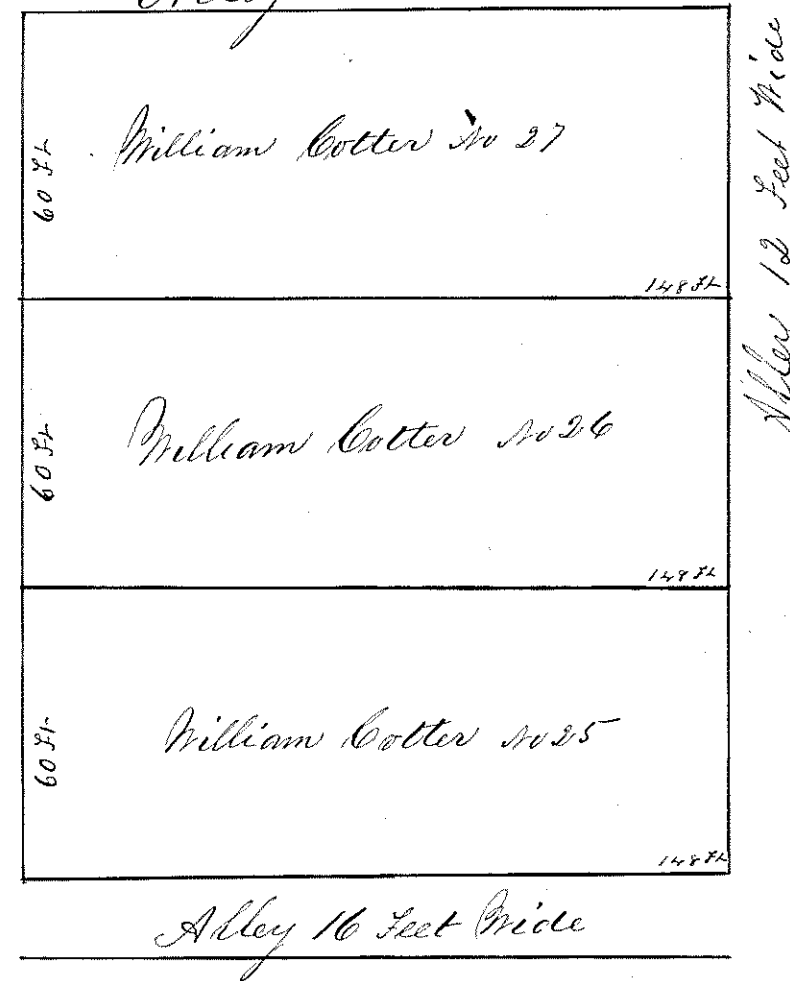 Alley
60 Ft
William Cotter No 27
148 Ft
Alley 12 Feet Wide
60 Ft
William Cotter No 26
148 Ft
60 Ft
William Cotter No 25
148 Ft
Alley 16 Feet Wide